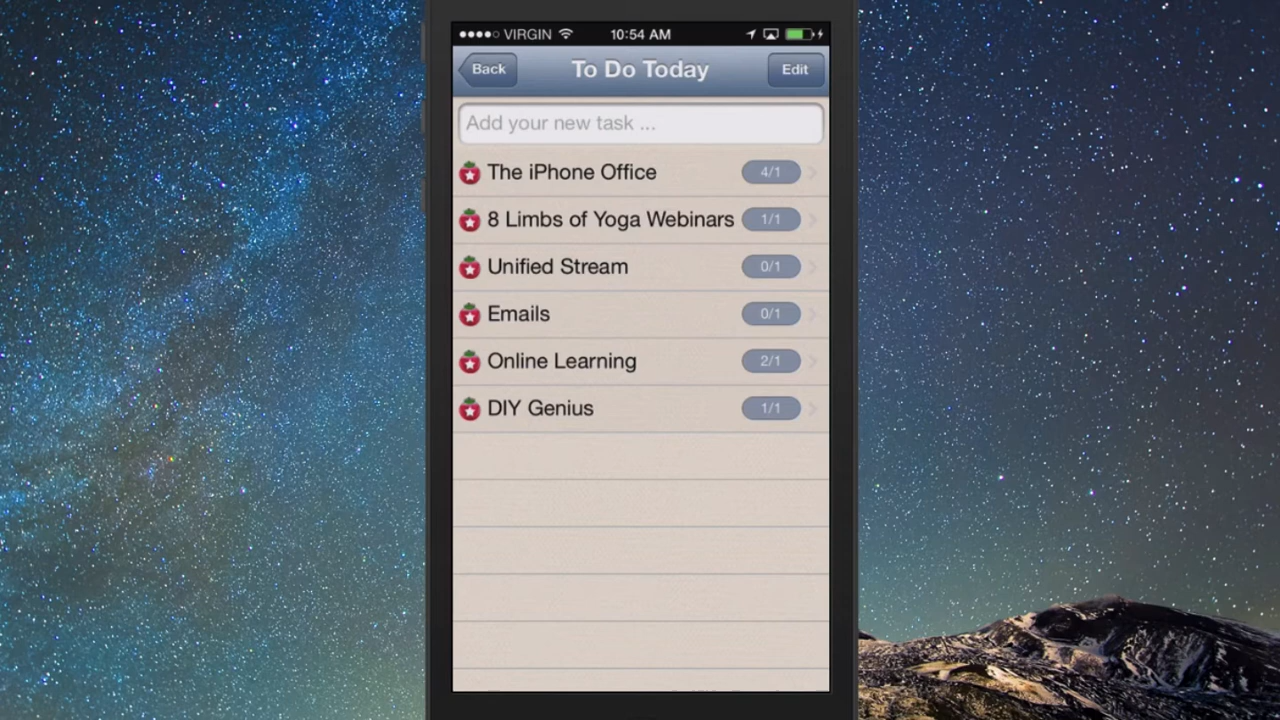 VIRGIN 10:54 AM
Back To Do Today Edit
Add your new task ...
The iPhone Office 4/1
8 Limbs of Yoga Webinars 1/1
Unified Stream 0/1
Emails 0/1
Online Learning 2/1
DIY Genius 1/1